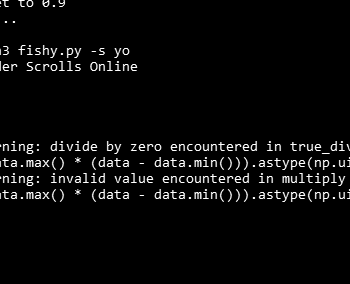 et to 0.9
..
n3 fishy.py -s yo
der Scrolls Online
rning: divide by zero encountered in true_div
ata.max() * (data - data.min())).astype(np.ui
rning: invalid value encountered in multiply
ata.max() * (data - data.min())).astype(np.ui